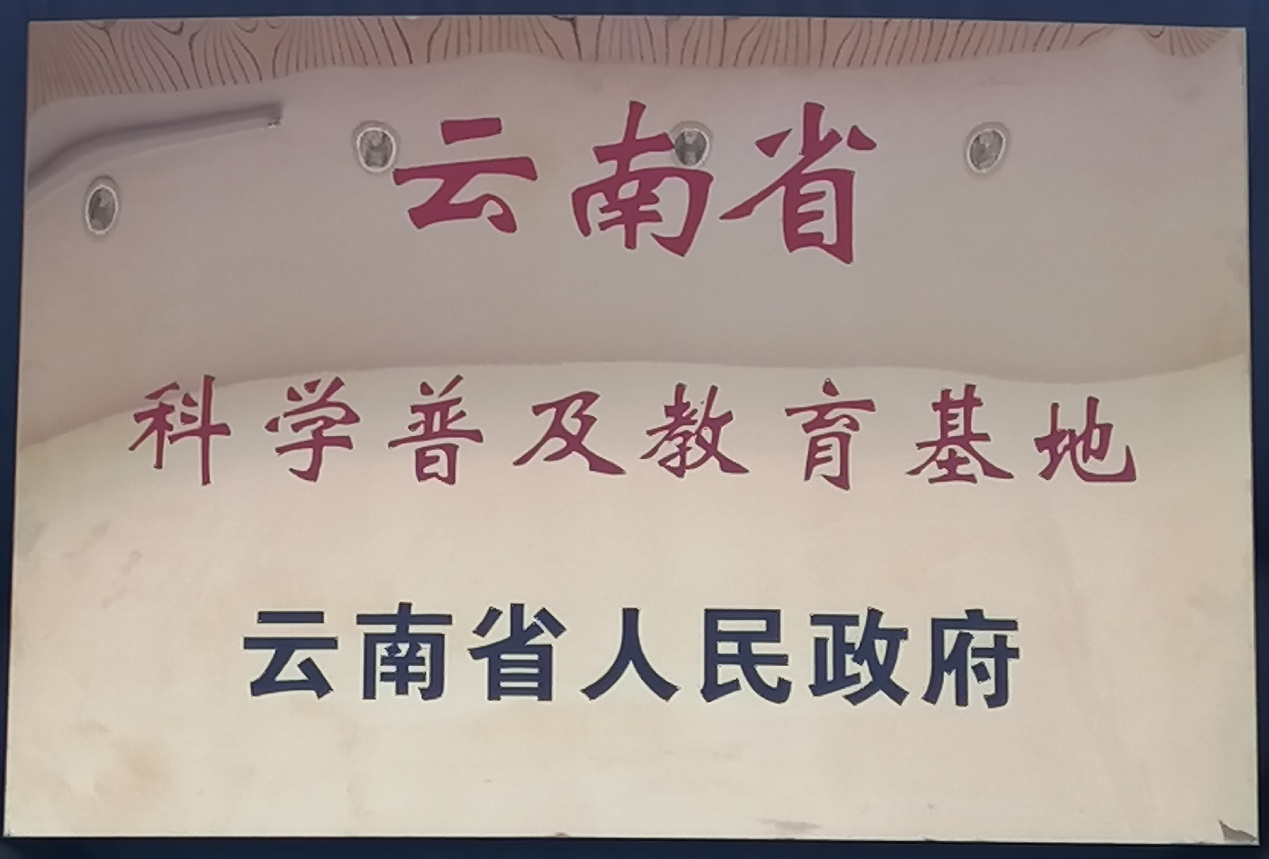 云南省
科学普及教育基地
云南省人民政府